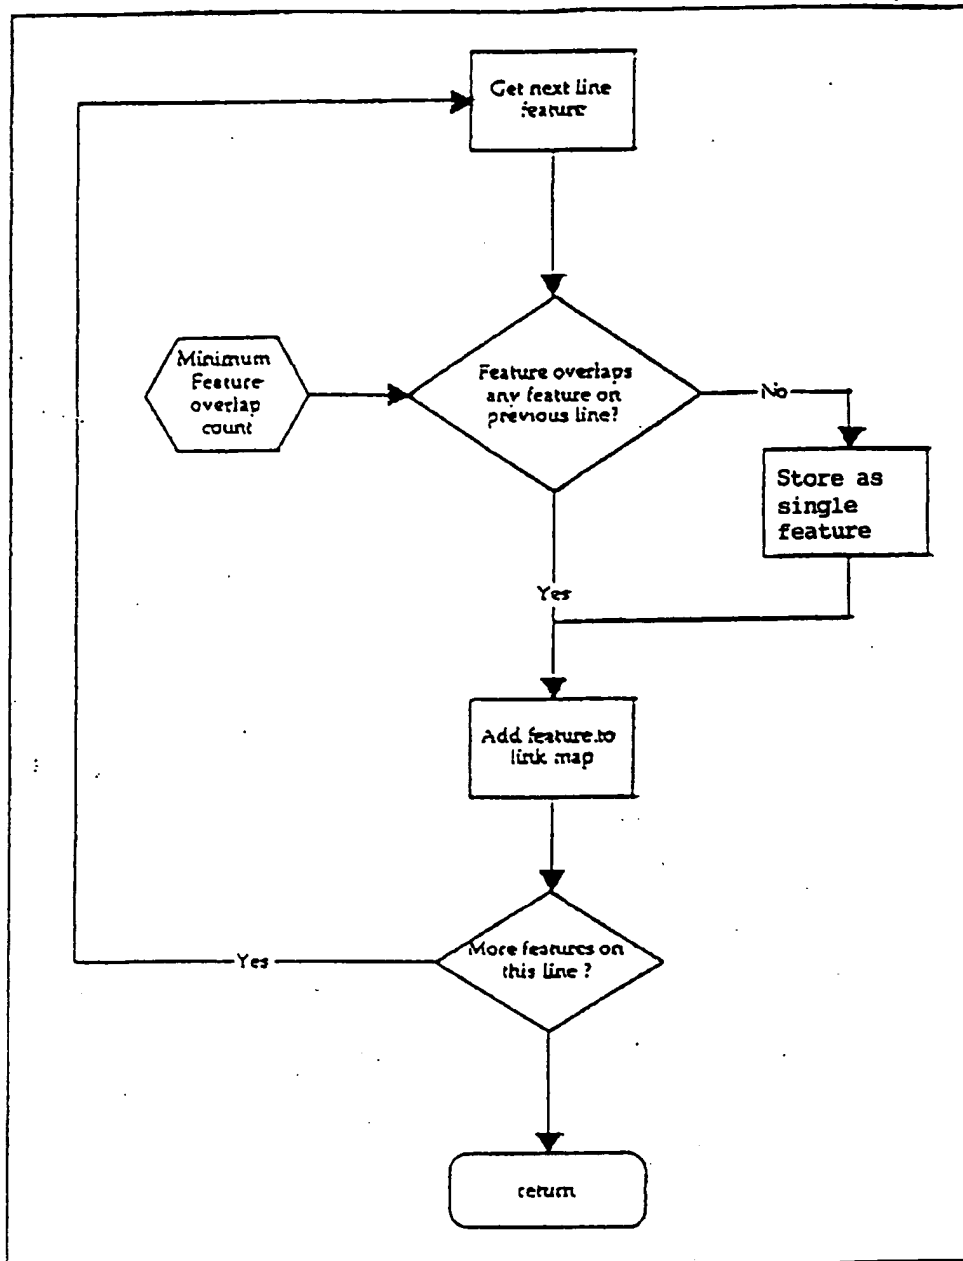 Get next line
feature
Minimum
Feature
overlap
count
Feature overlaps
any feature on
previous line?
No
Store as
single
feature
Yes
Add feature to
link map
More features on
this line ?
Yes
return